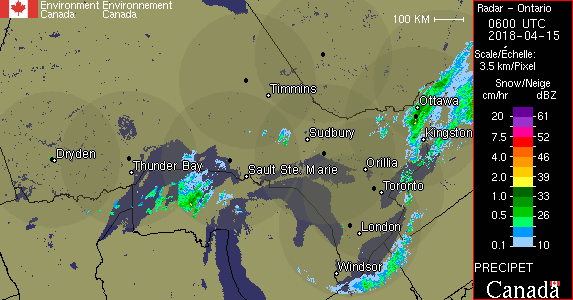 Environment Environnement
Canada Canada
100 KM
Timmins
Ottawa
Sudbury
Kingston
Dryden
Thunder Bay
Sault Ste. Marie
Orillia
Toronto
London
Windsor
Radar - Ontario
0600 UTC
2018-04-15
Scale/Échelle:
3.5 km/Pixel
Snow/Neige
cm/hr dBZ
20 61
7.5 52
4.0 46
2.0 39
1.0 33
0.5 26
0.1 10
PRECIPET
Canada